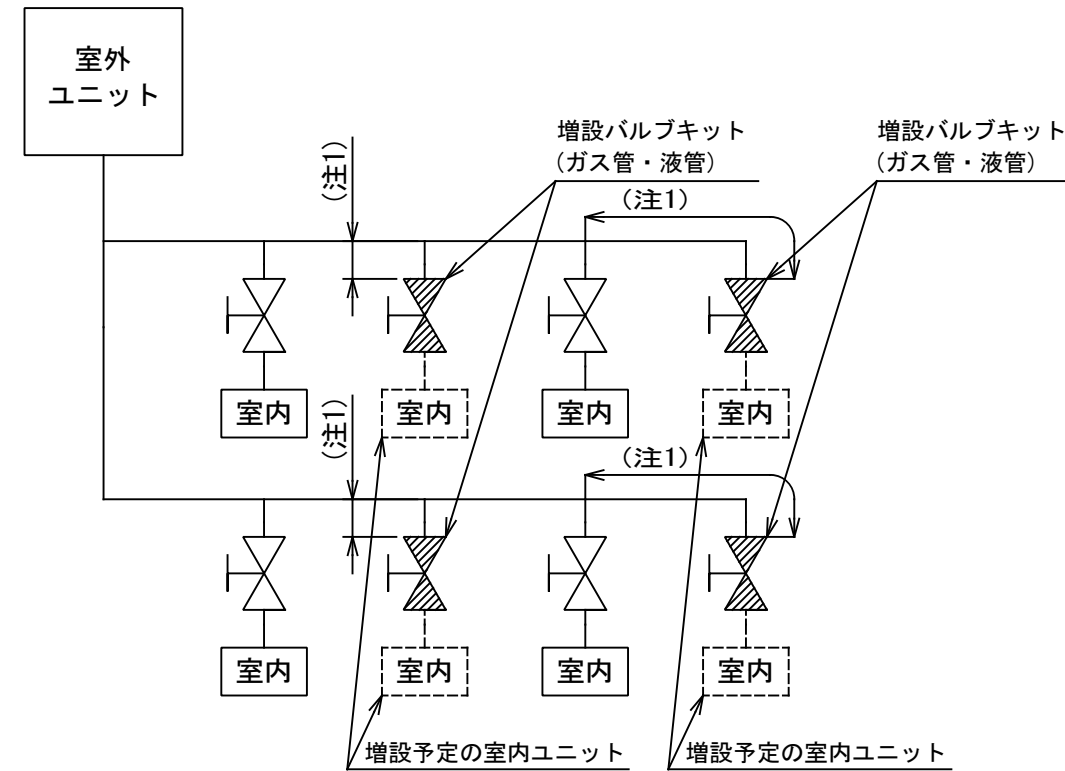 室外
ユニット
増設バルブキット
(ガス管・液管)
増設バルブキット
(ガス管・液管)
(注1)
(注1)
室内
室内
室内
室内
(注1)
(注1)
室内
室内
室内
室内
増設予定の室内ユニット
増設予定の室内ユニット